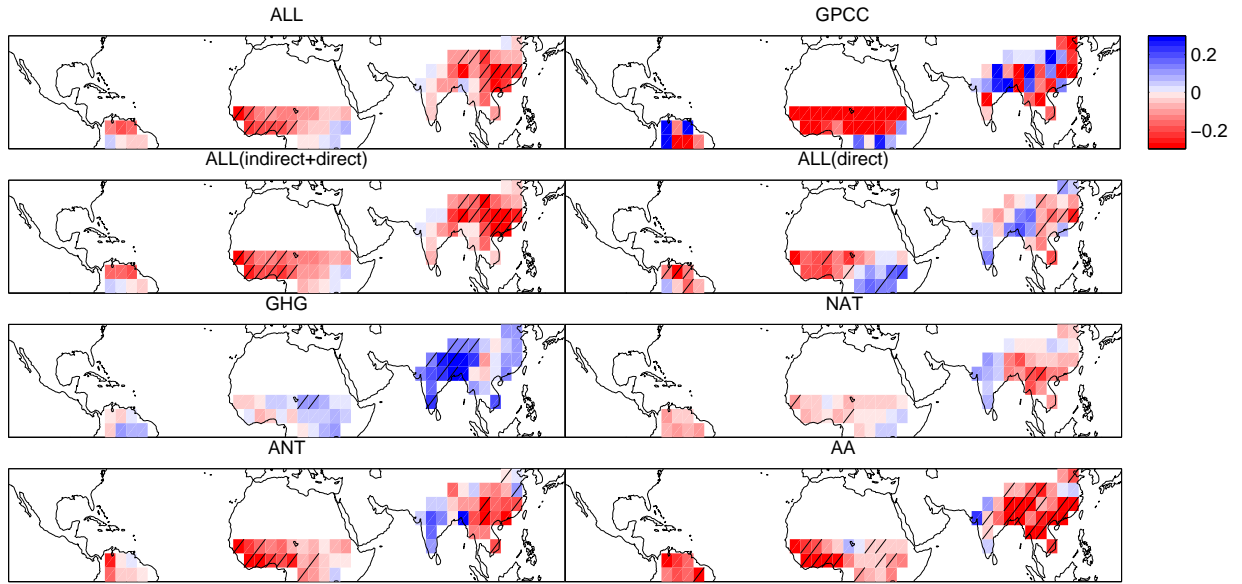 ALL
GPCC
0.2
0
−0.2
ALL(indirect+direct)
ALL(direct)
GHG
NAT
ANT
AA